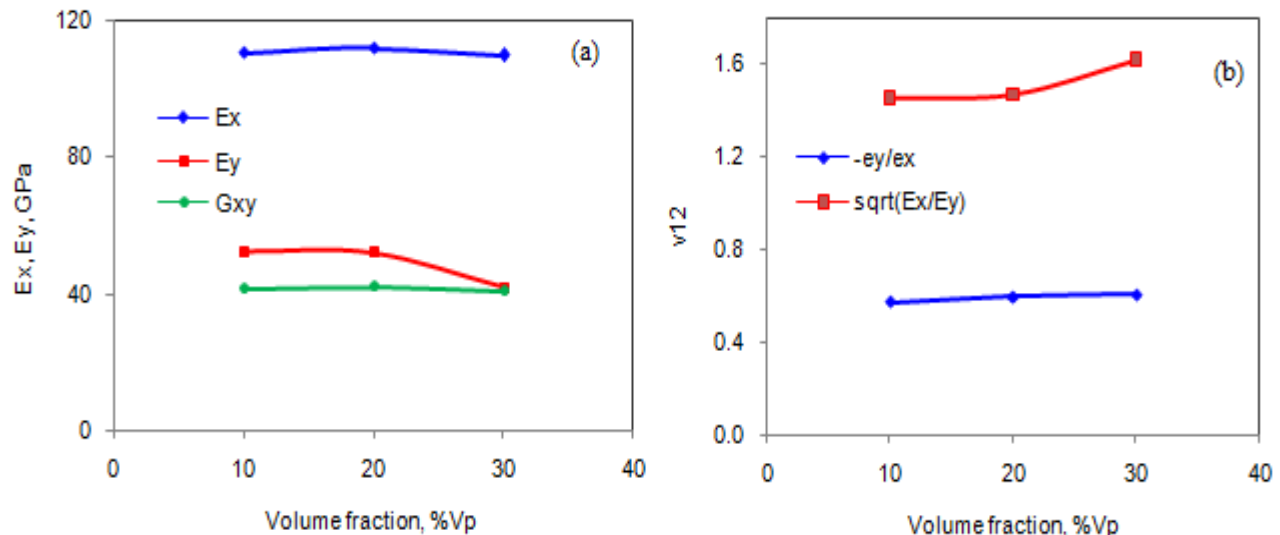 (a)
120
80
40
0
Ex, Ey, GPa
Ex
Ey
Gxy
0 10 20 30 40
Volume fraction, %Vp
(b)
1.6
1.2
0.8
0.4
0.0
v12
-ey/ex
sqrt(Ex/Ey)
0 10 20 30 40
Volume fraction, %Vp